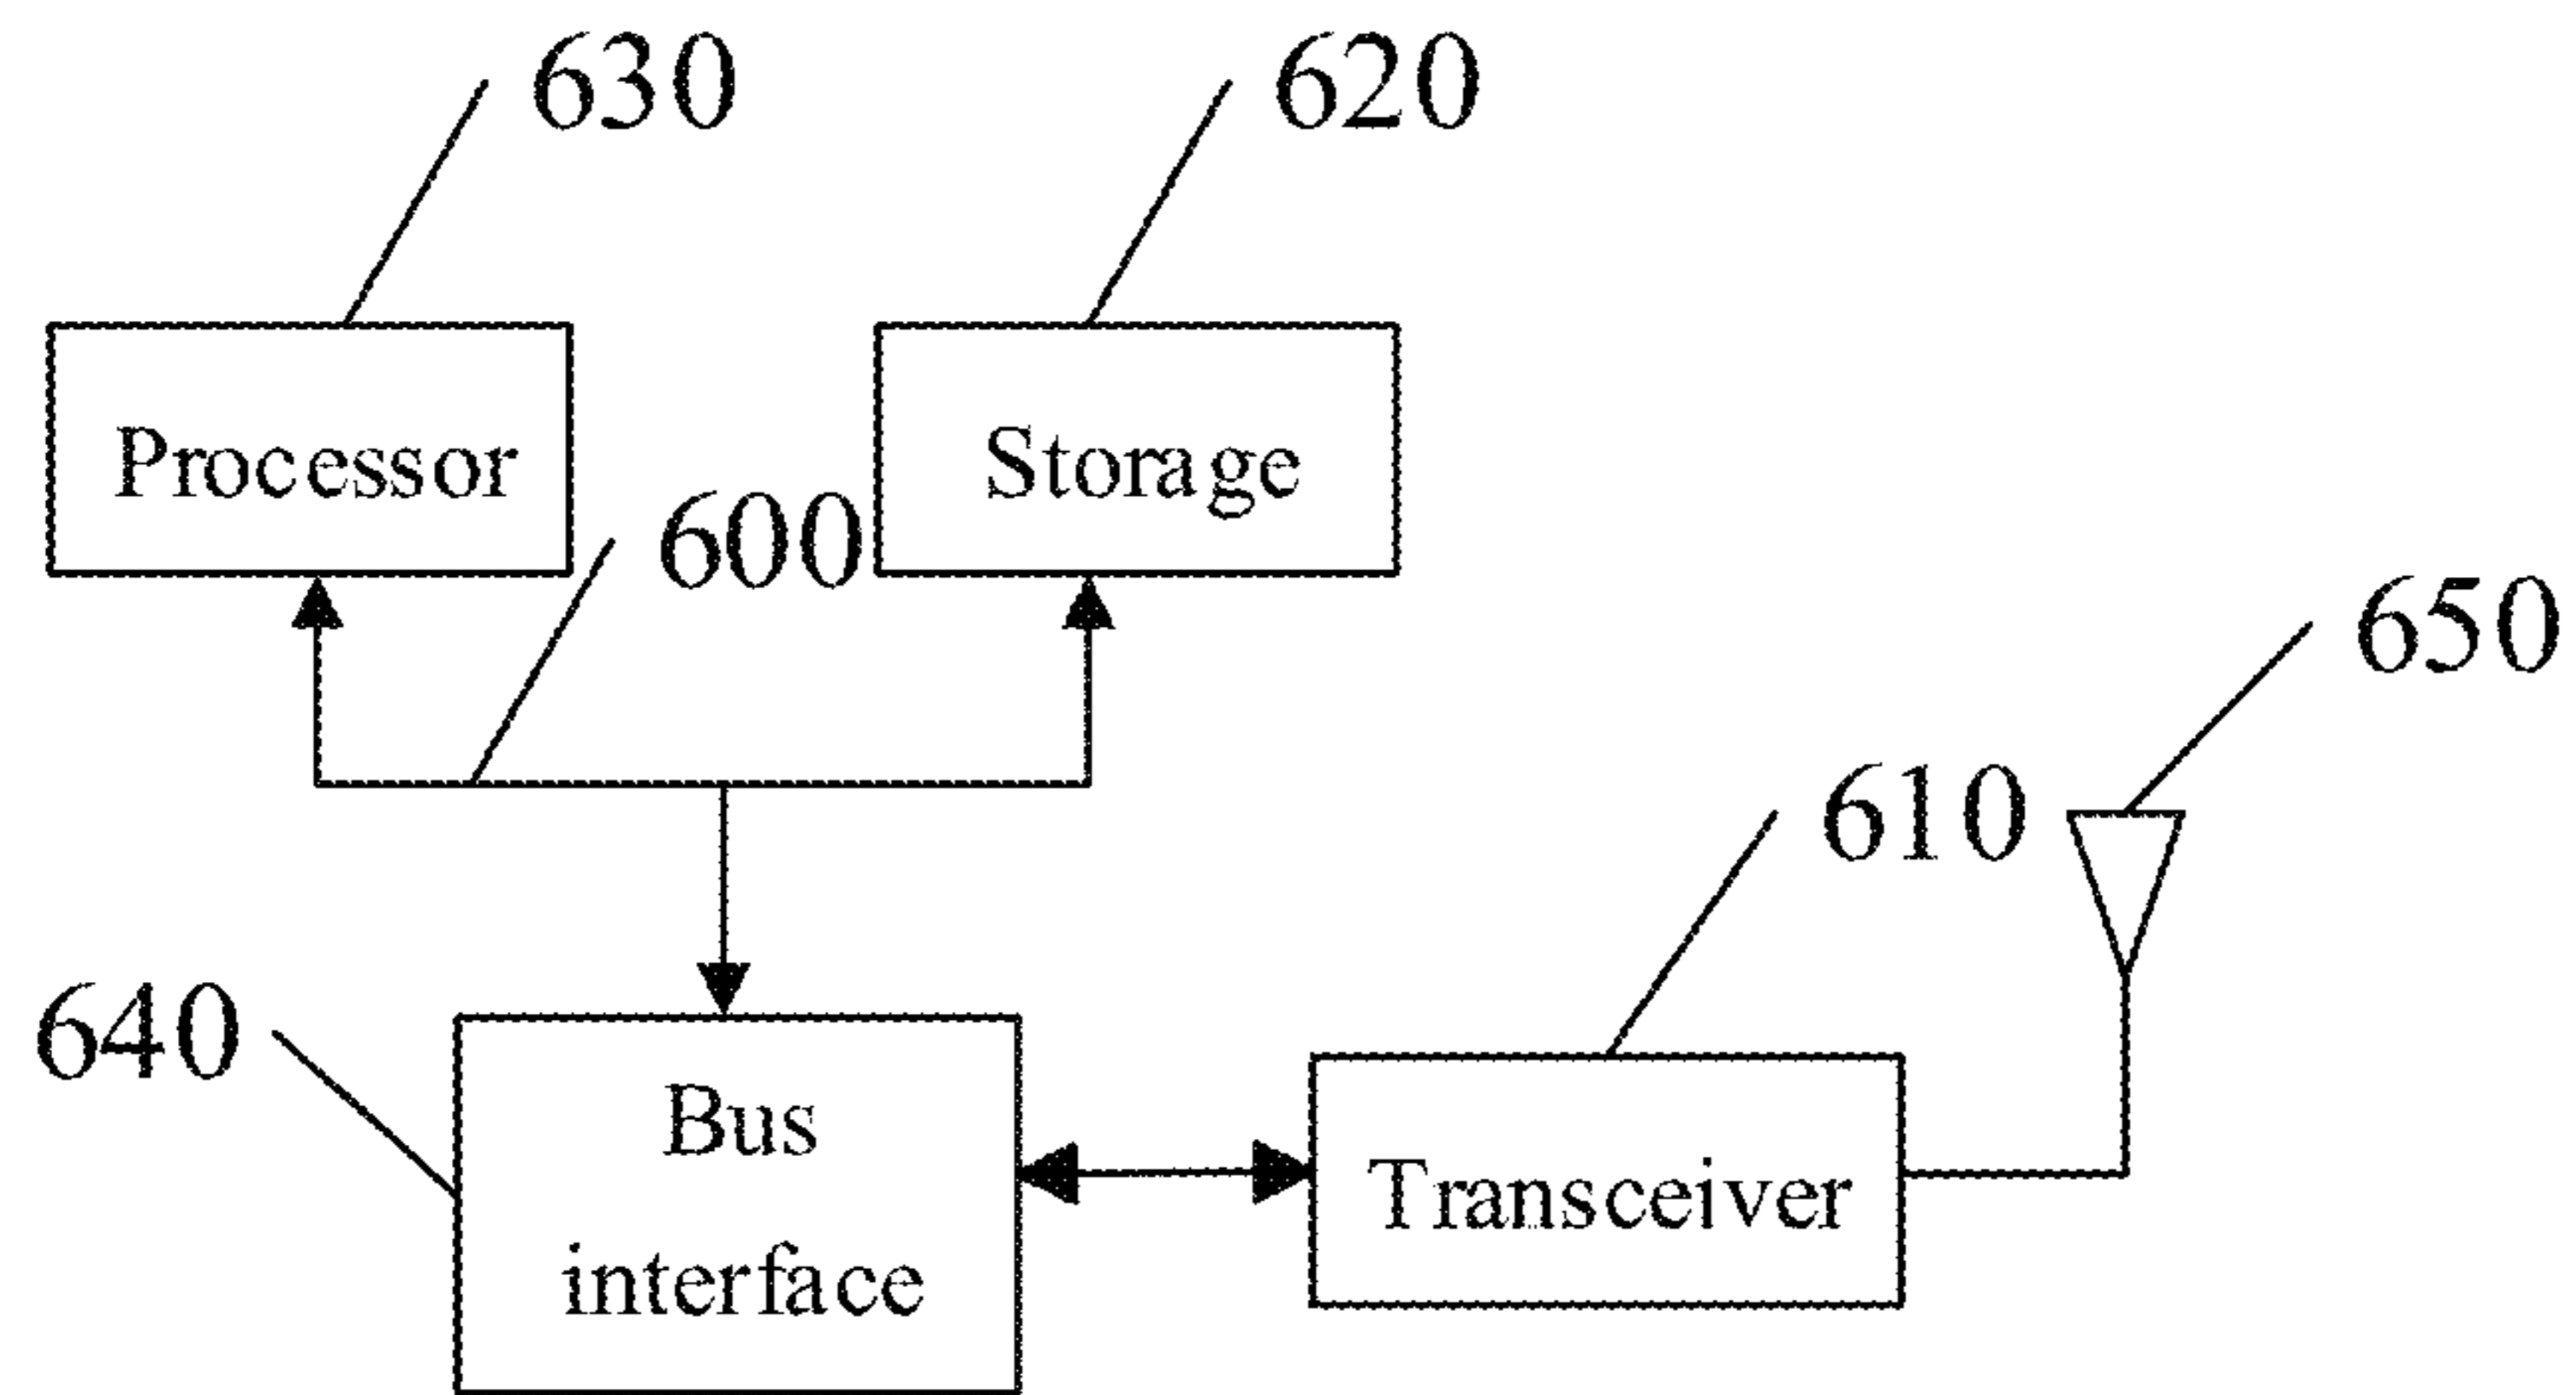 630
620
Processor
Storage
600
650
610
640
Bus
interface
Transceiver